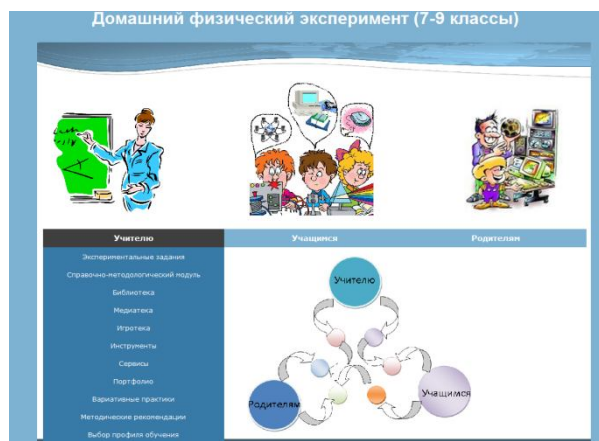 Домашний физический эксперимент (7-9 классы)
Учителю
Учащимся
Родителям
Экспериментальные задания
Справочно-методологический модуль
Библиотека
Медиатека
Игротека
Инструменты
Сервисы
Портфолио
Вариативные практики
Методические рекомендации
Выбор профиля обучения
Учителю
Родителям
Учащимся